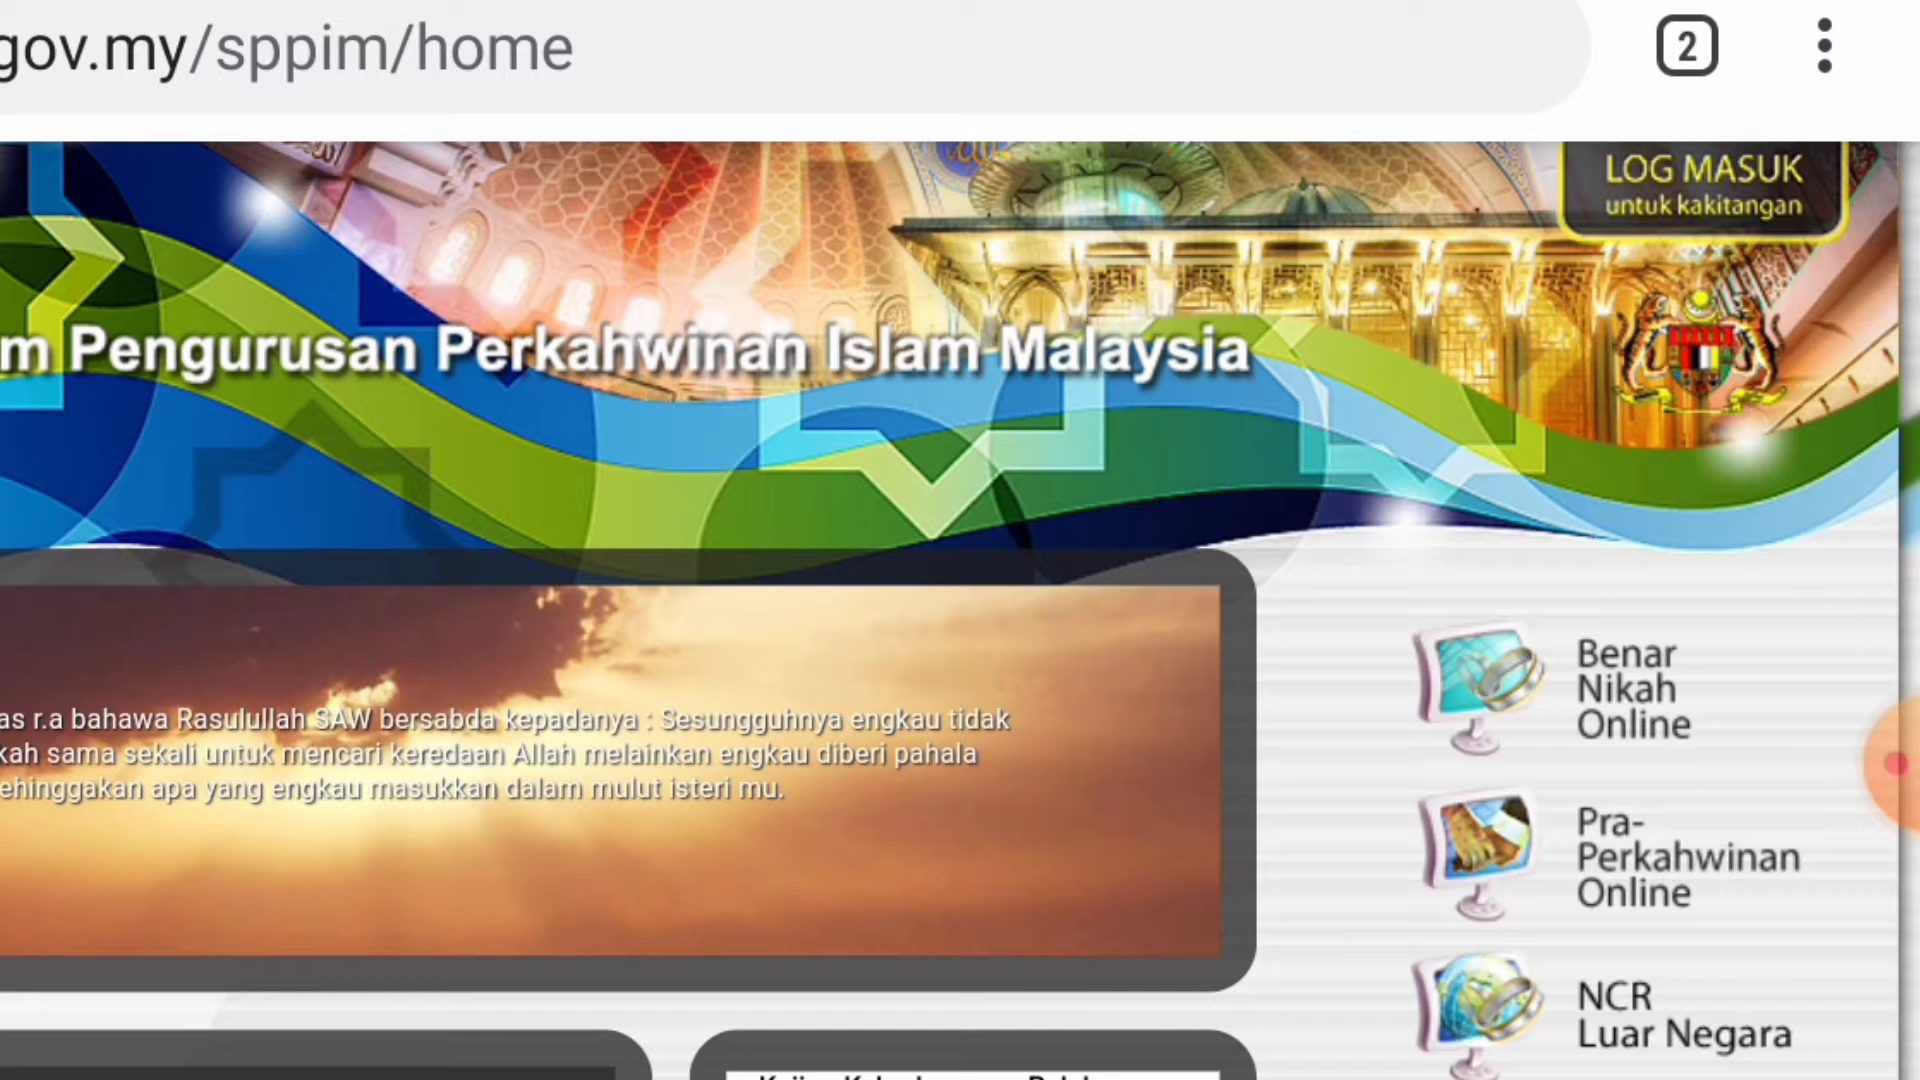 gov.my/sppim/home
2
LOG MASUK
untuk kakitangan
m Pengurusan Perkahwinan Islam Malaysia
as r.a bahawa Rasulullah SAW bersabda kepadanya : Sesungguhnya engkau tidak
kah sama sekali untuk mencari keredaan Allah melainkan engkau diberi pahala
ehinggakan apa yang engkau masukkan dalam mulut isteri mu.
Benar
Nikah
Online
Pra-
Perkahwinan
Online
NCR
Luar Negara